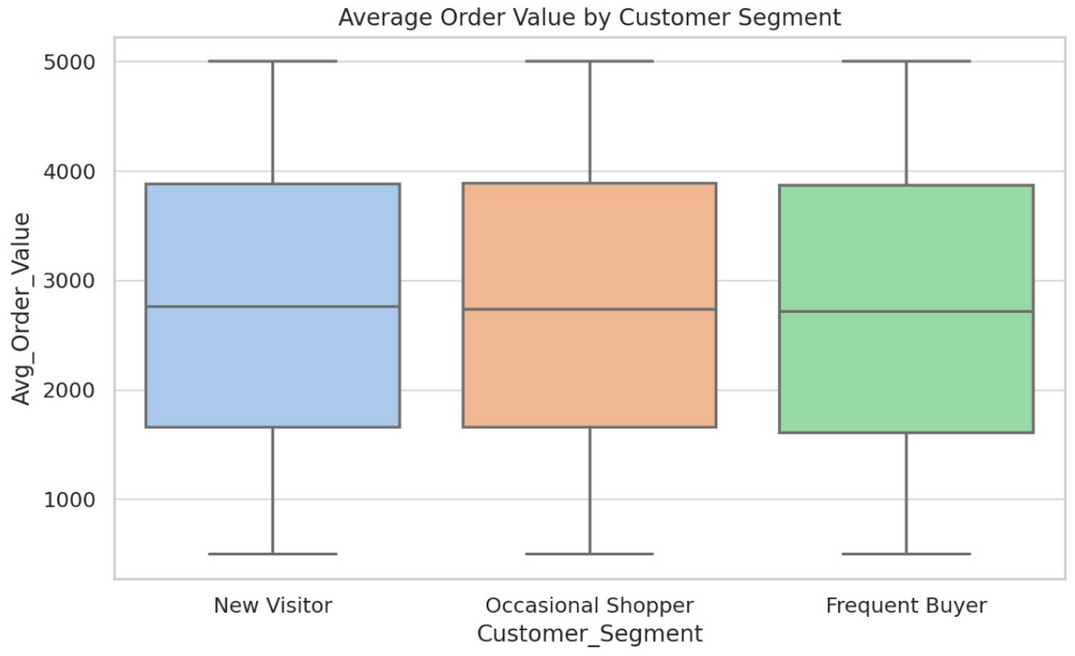 Average Order Value by Customer Segment
5000
4000
3000
2000
1000
Avg_Order_Value
New Visitor
Occasional Shopper
Frequent Buyer
Customer_Segment